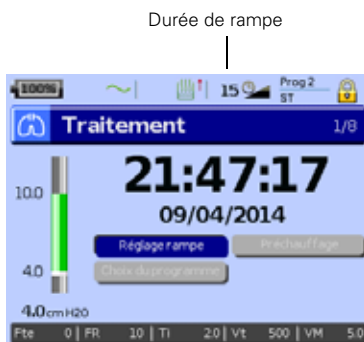 Durée de rampe
100%
15
Prog 2
ST
Traitement
1/8
21:47:17
09/04/2014
10.0
Réglage rampe
Préchauffage
Choix du programme
4.0
4.0 cmH2O
Fte 0 | FR 10 | Ti 2.0 | Vt 500 | VM 5.0